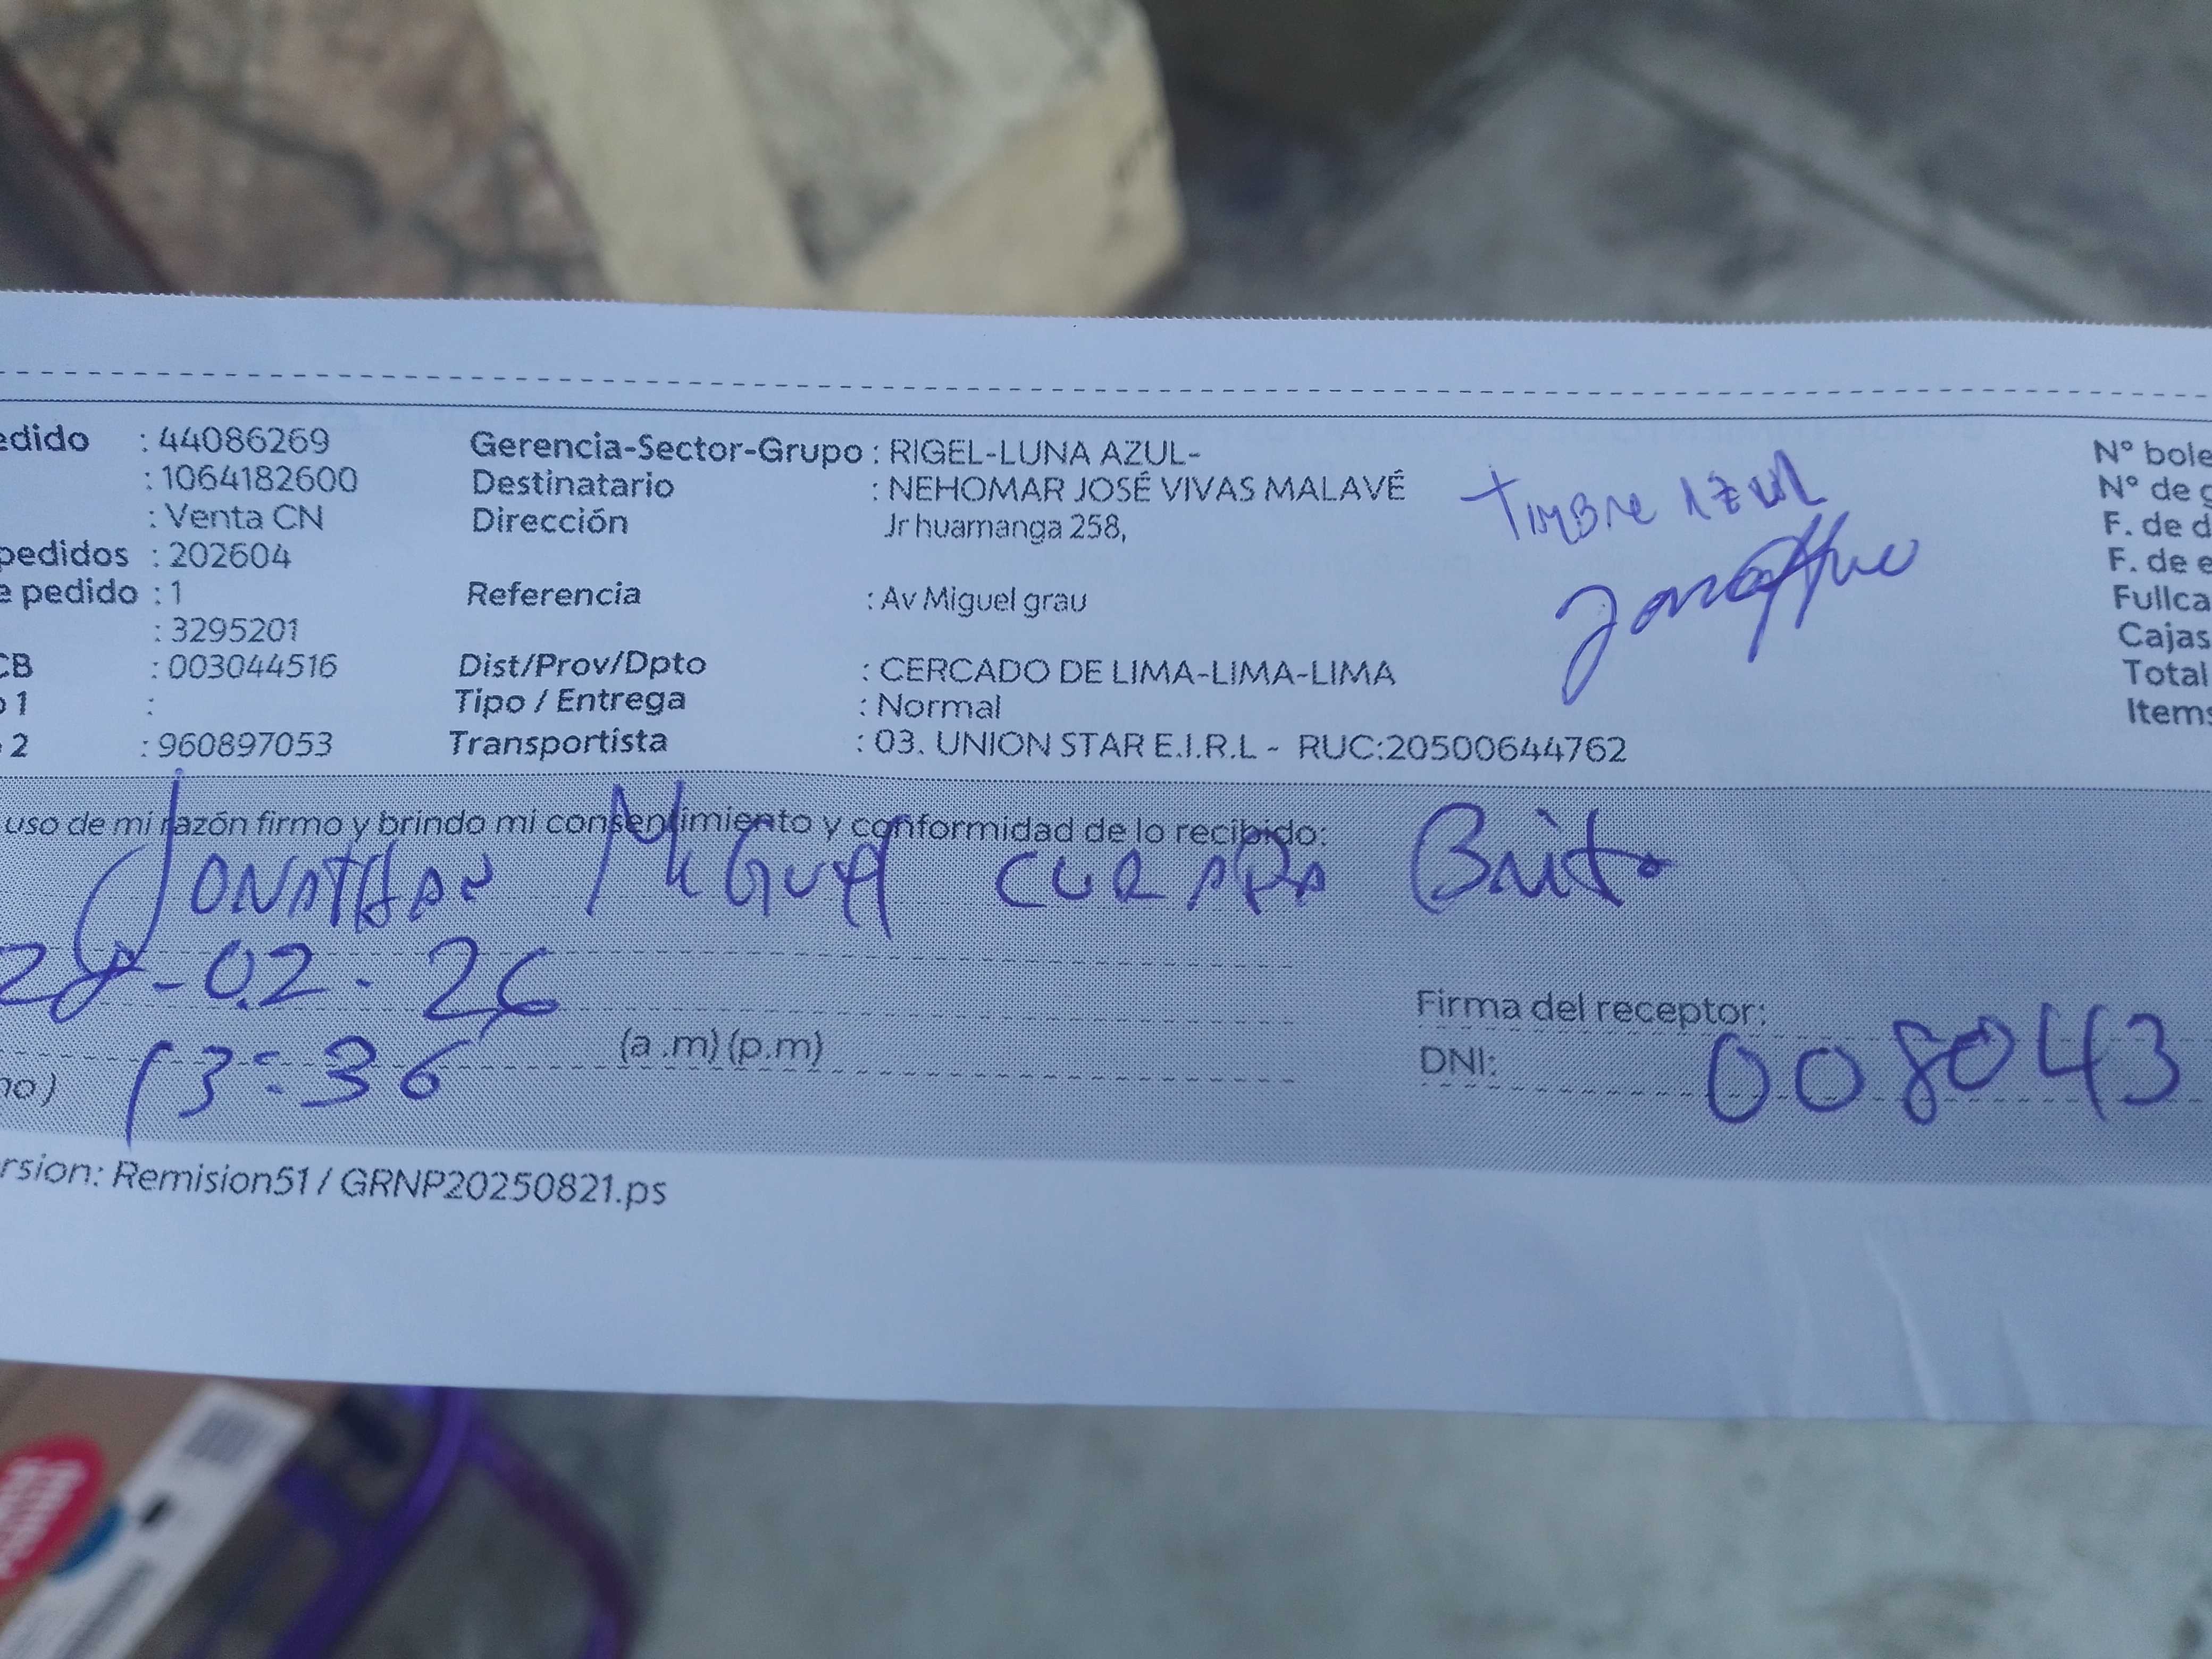 edido : 44086269 Gerencia-Sector-Grupo : RIGEL-LUNA AZUL- Nº bole
: 1064182600 Destinatario : NEHOMAR JOSÉ VIVAS MALAVÉ Nº de g
: Venta CN Dirección Jr huamanga 258, F. de d
pedidos : 202604 F. de e
e pedido : 1 Referencia : Av Miguel grau Fullca
: 3295201 Cajas
CB : 003044516 Dist/Prov/Dpto : CERCADO DE LIMA-LIMA-LIMA Total
o 1 : Tipo / Entrega : Normal Items
2 : 960897053 Transportista : 03. UNION STAR E.I.R.L - RUC:20500644762
Timbre Azul
uso de mi razón firmo y brindo mi consentimiento y conformidad de lo recibido:
JONATHAN MIGUEL CURAPA Brito
28-02-26
Firma del receptor:
13:36 (a .m) (p.m)
DNI: 008043
no)
rsion: Remision51 / GRNP20250821.ps